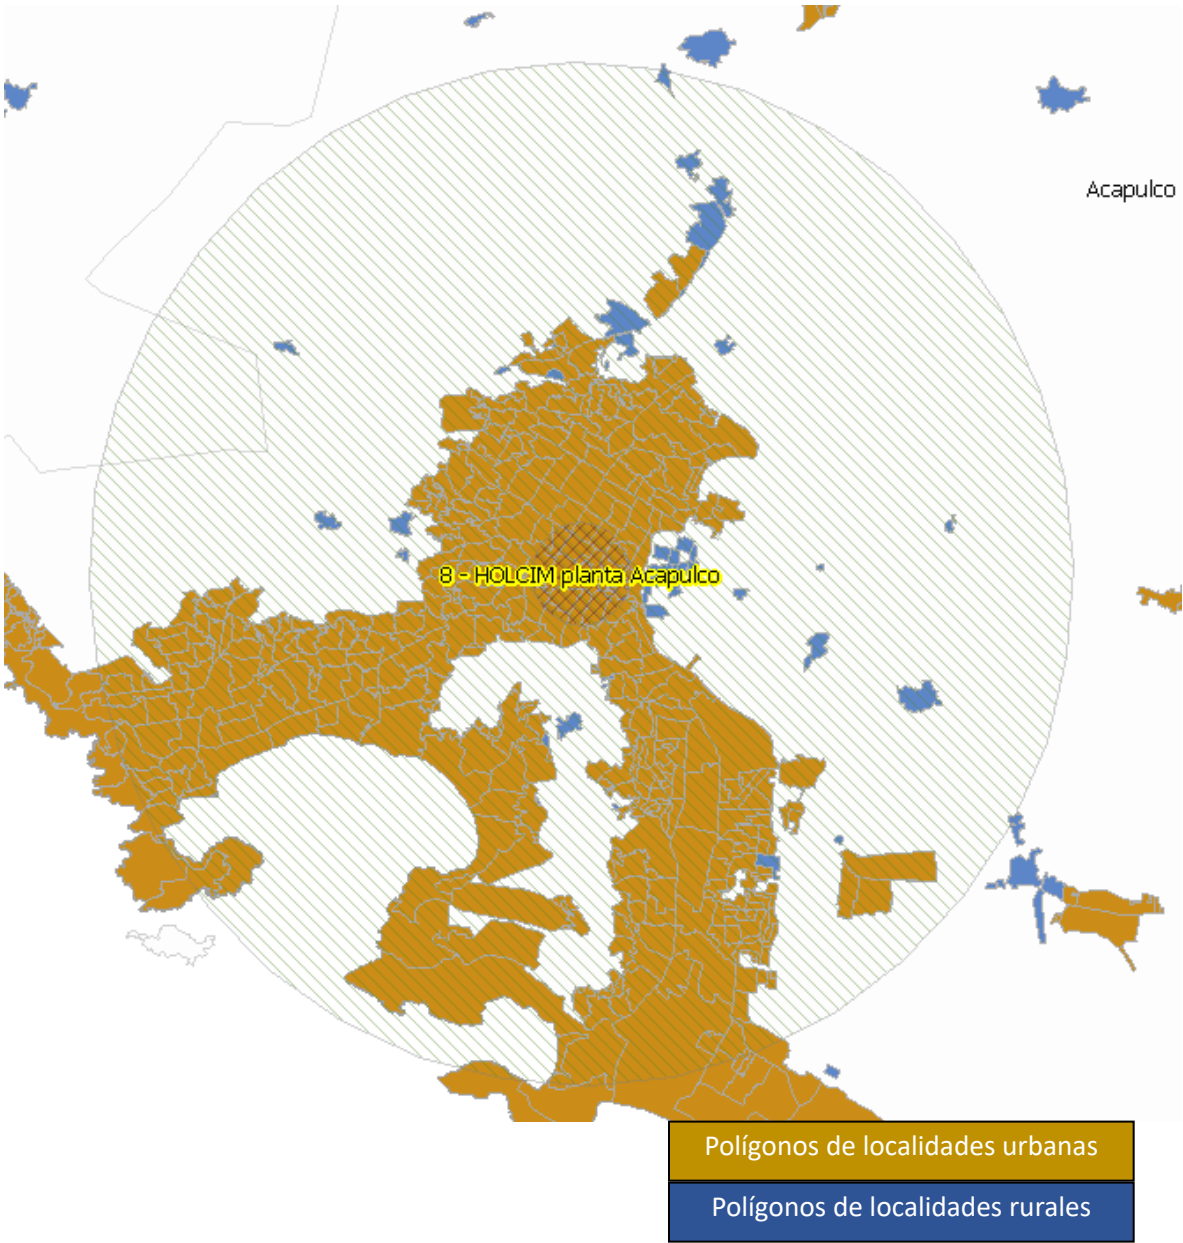 Acapulco
8 - HOLCIM planta Acapulco
Polígonos de localidades urbanas
Polígonos de localidades rurales